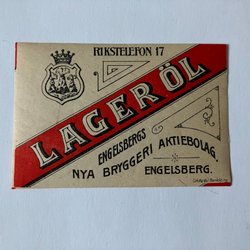 RIKSTELEFON 17
LAGERÖL
ENGELSBERGS
NYA BRYGGERI AKTIEBOLAG.
ENGELSBERG.